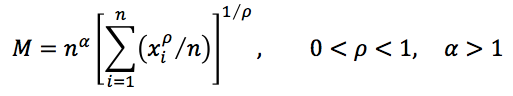 M = n^α [∑_{i=1}^{n} (x_i^ρ/n)]^{1/ρ} , 0 < ρ < 1, α > 1